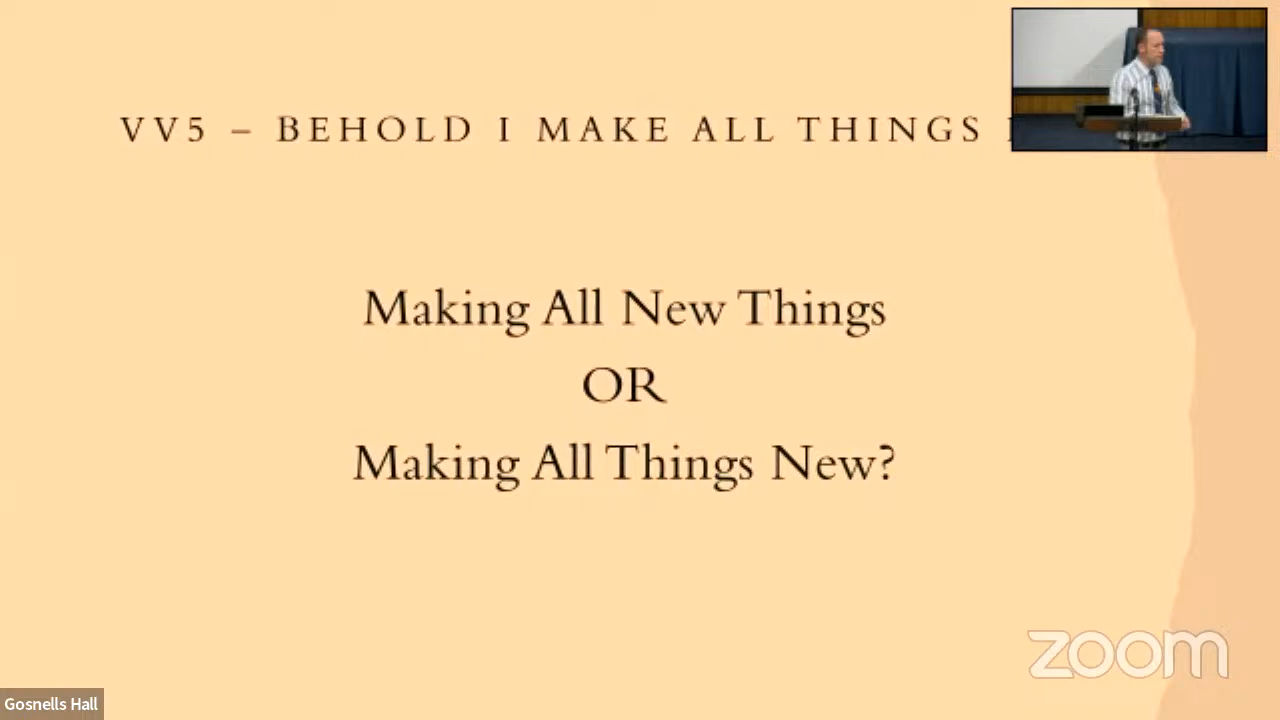 VV5 – BEHOLD I MAKE ALL THINGS
Making All New Things
OR
Making All Things New?
zoom
Gosnells Hall